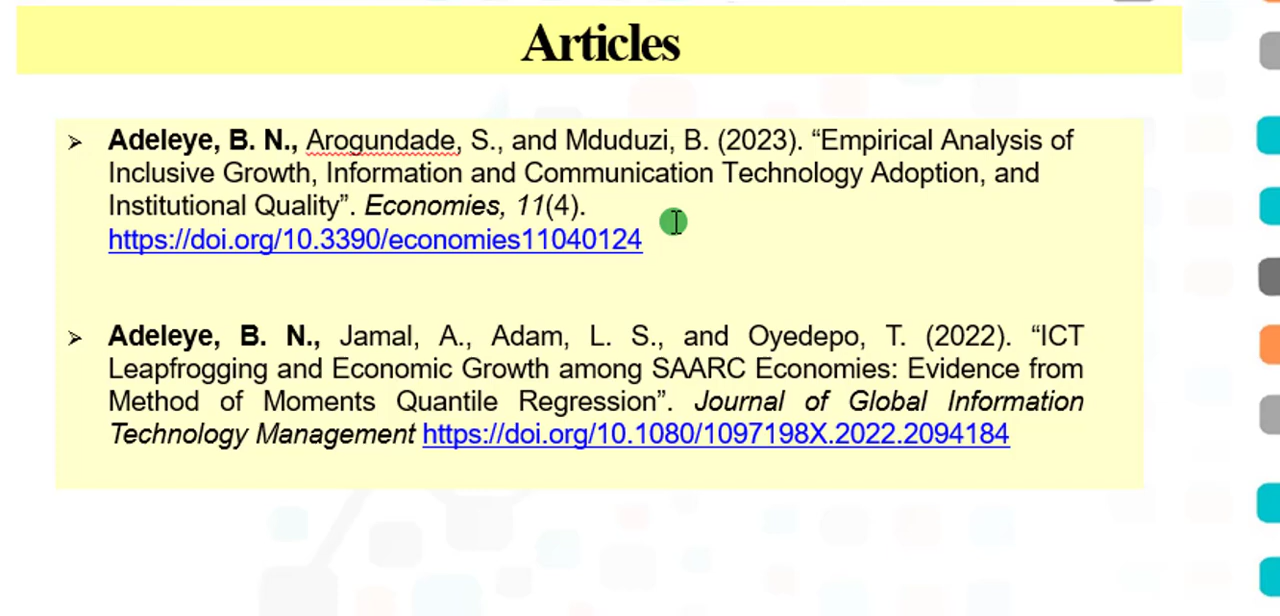 Articles
➢ Adeleye, B. N., Arogundade, S., and Mduduzi, B. (2023). “Empirical Analysis of
Inclusive Growth, Information and Communication Technology Adoption, and
Institutional Quality”. Economies, 11(4).
https://doi.org/10.3390/economies11040124
➢ Adeleye, B. N., Jamal, A., Adam, L. S., and Oyedepo, T. (2022). “ICT
Leapfrogging and Economic Growth among SAARC Economies: Evidence from
Method of Moments Quantile Regression”. Journal of Global Information
Technology Management https://doi.org/10.1080/1097198X.2022.2094184